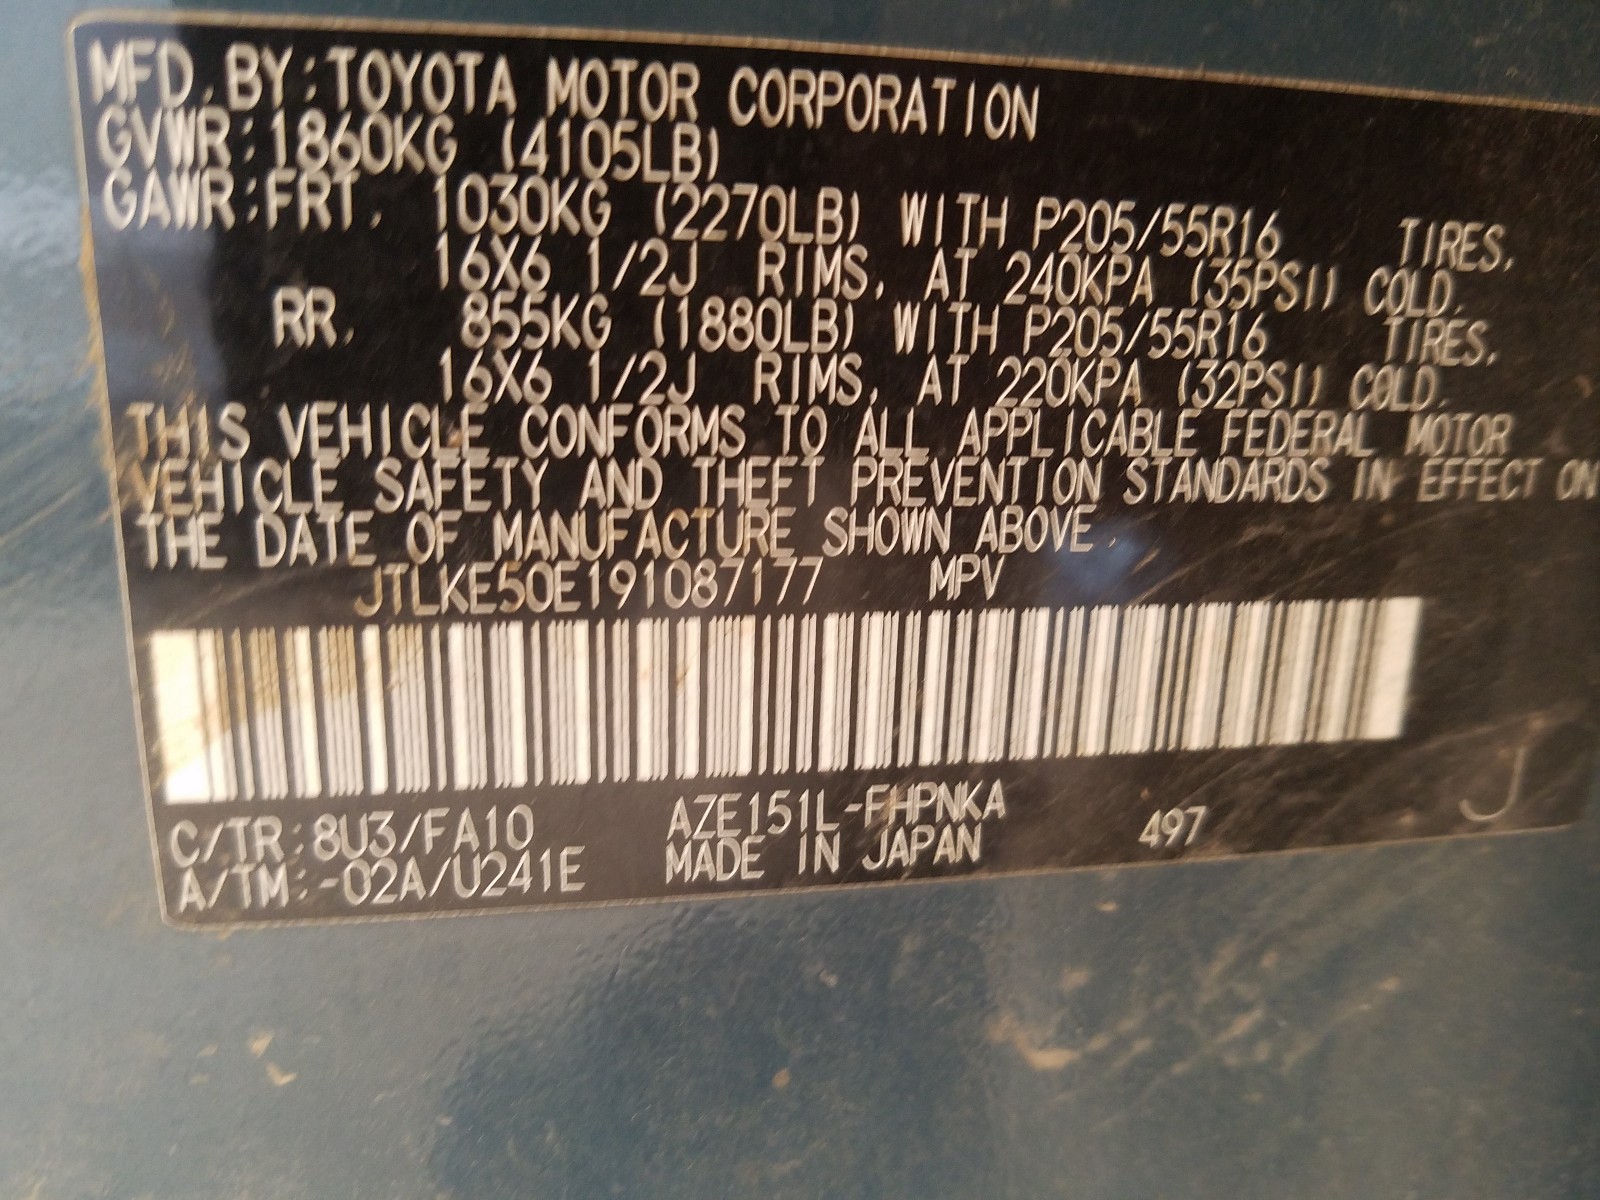 MFD. BY: TOYOTA MOTOR CORPORATION
GVWR: 1860KG (4105LB)
GAWR: FRT. 1030KG (2270LB) WITH P205/55R16 TIRES,
16X6 1/2J RIMS, AT 240KPA (35PSI) COLD.
RR. 855KG (1880LB) WITH P205/55R16 TIRES,
16X6 1/2J RIMS, AT 220KPA (32PSI) COLD.
THIS VEHICLE CONFORMS TO ALL APPLICABLE FEDERAL MOTOR
VEHICLE SAFETY AND THEFT PREVENTION STANDARDS IN EFFECT ON
THE DATE OF MANUFACTURE SHOWN ABOVE.
JTLKE50E191087177 MPV
C/TR: 8U3/FA10 AZE151L-FHPNKA 497 J
A/TM: -02A/U241E MADE IN JAPAN